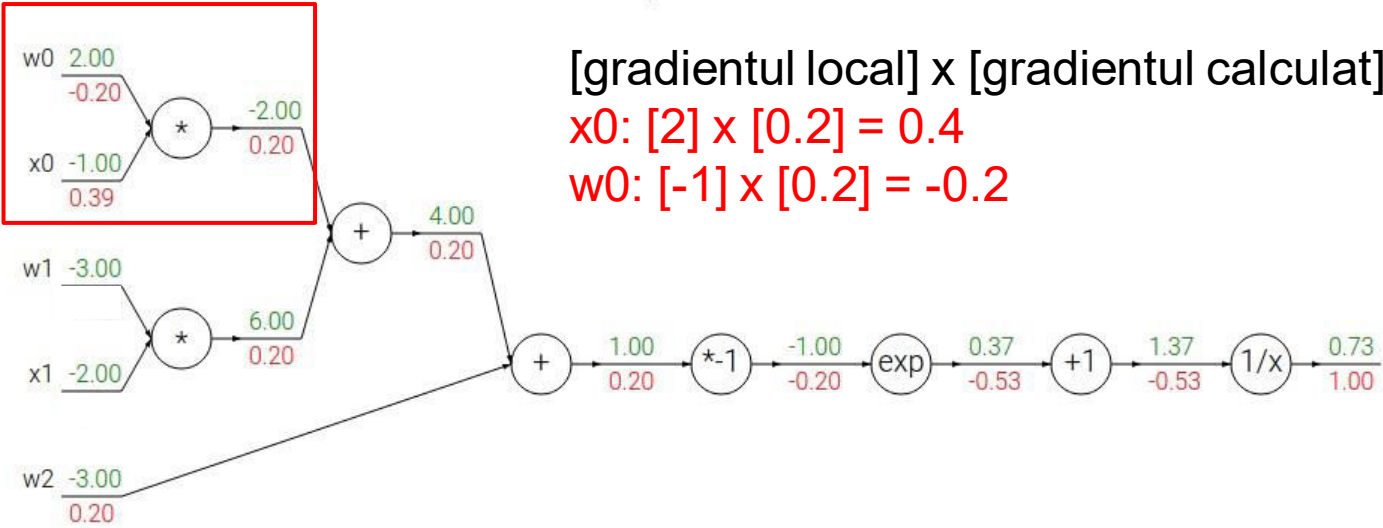 [gradientul local] x [gradientul calculat]
x0: [2] x [0.2] = 0.4
w0: [-1] x [0.2] = -0.2
w0 2.00
-0.20
*
-2.00
0.20
x0 -1.00
0.39
+
4.00
0.20
w1 -3.00
*
6.00
0.20
x1 -2.00
+
1.00
0.20
*-1
-1.00
-0.20
exp
0.37
-0.53
+1
1.37
-0.53
1/x
0.73
1.00
w2 -3.00
0.20